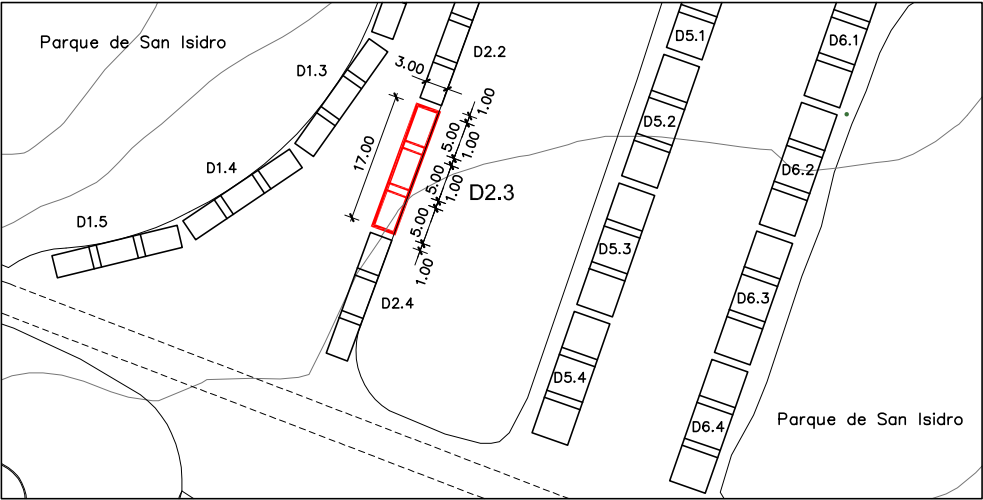 Parque de San Isidro
D5.1
D6.1
D2.2
D1.3
3.00
1.00
17.00
5.00
1.00
D5.2
D1.4
D6.2
5.00
1.00
D2.3
D1.5
5.00
D5.3
1.00
D2.4
D6.3
D5.4
Parque de San Isidro
D6.4